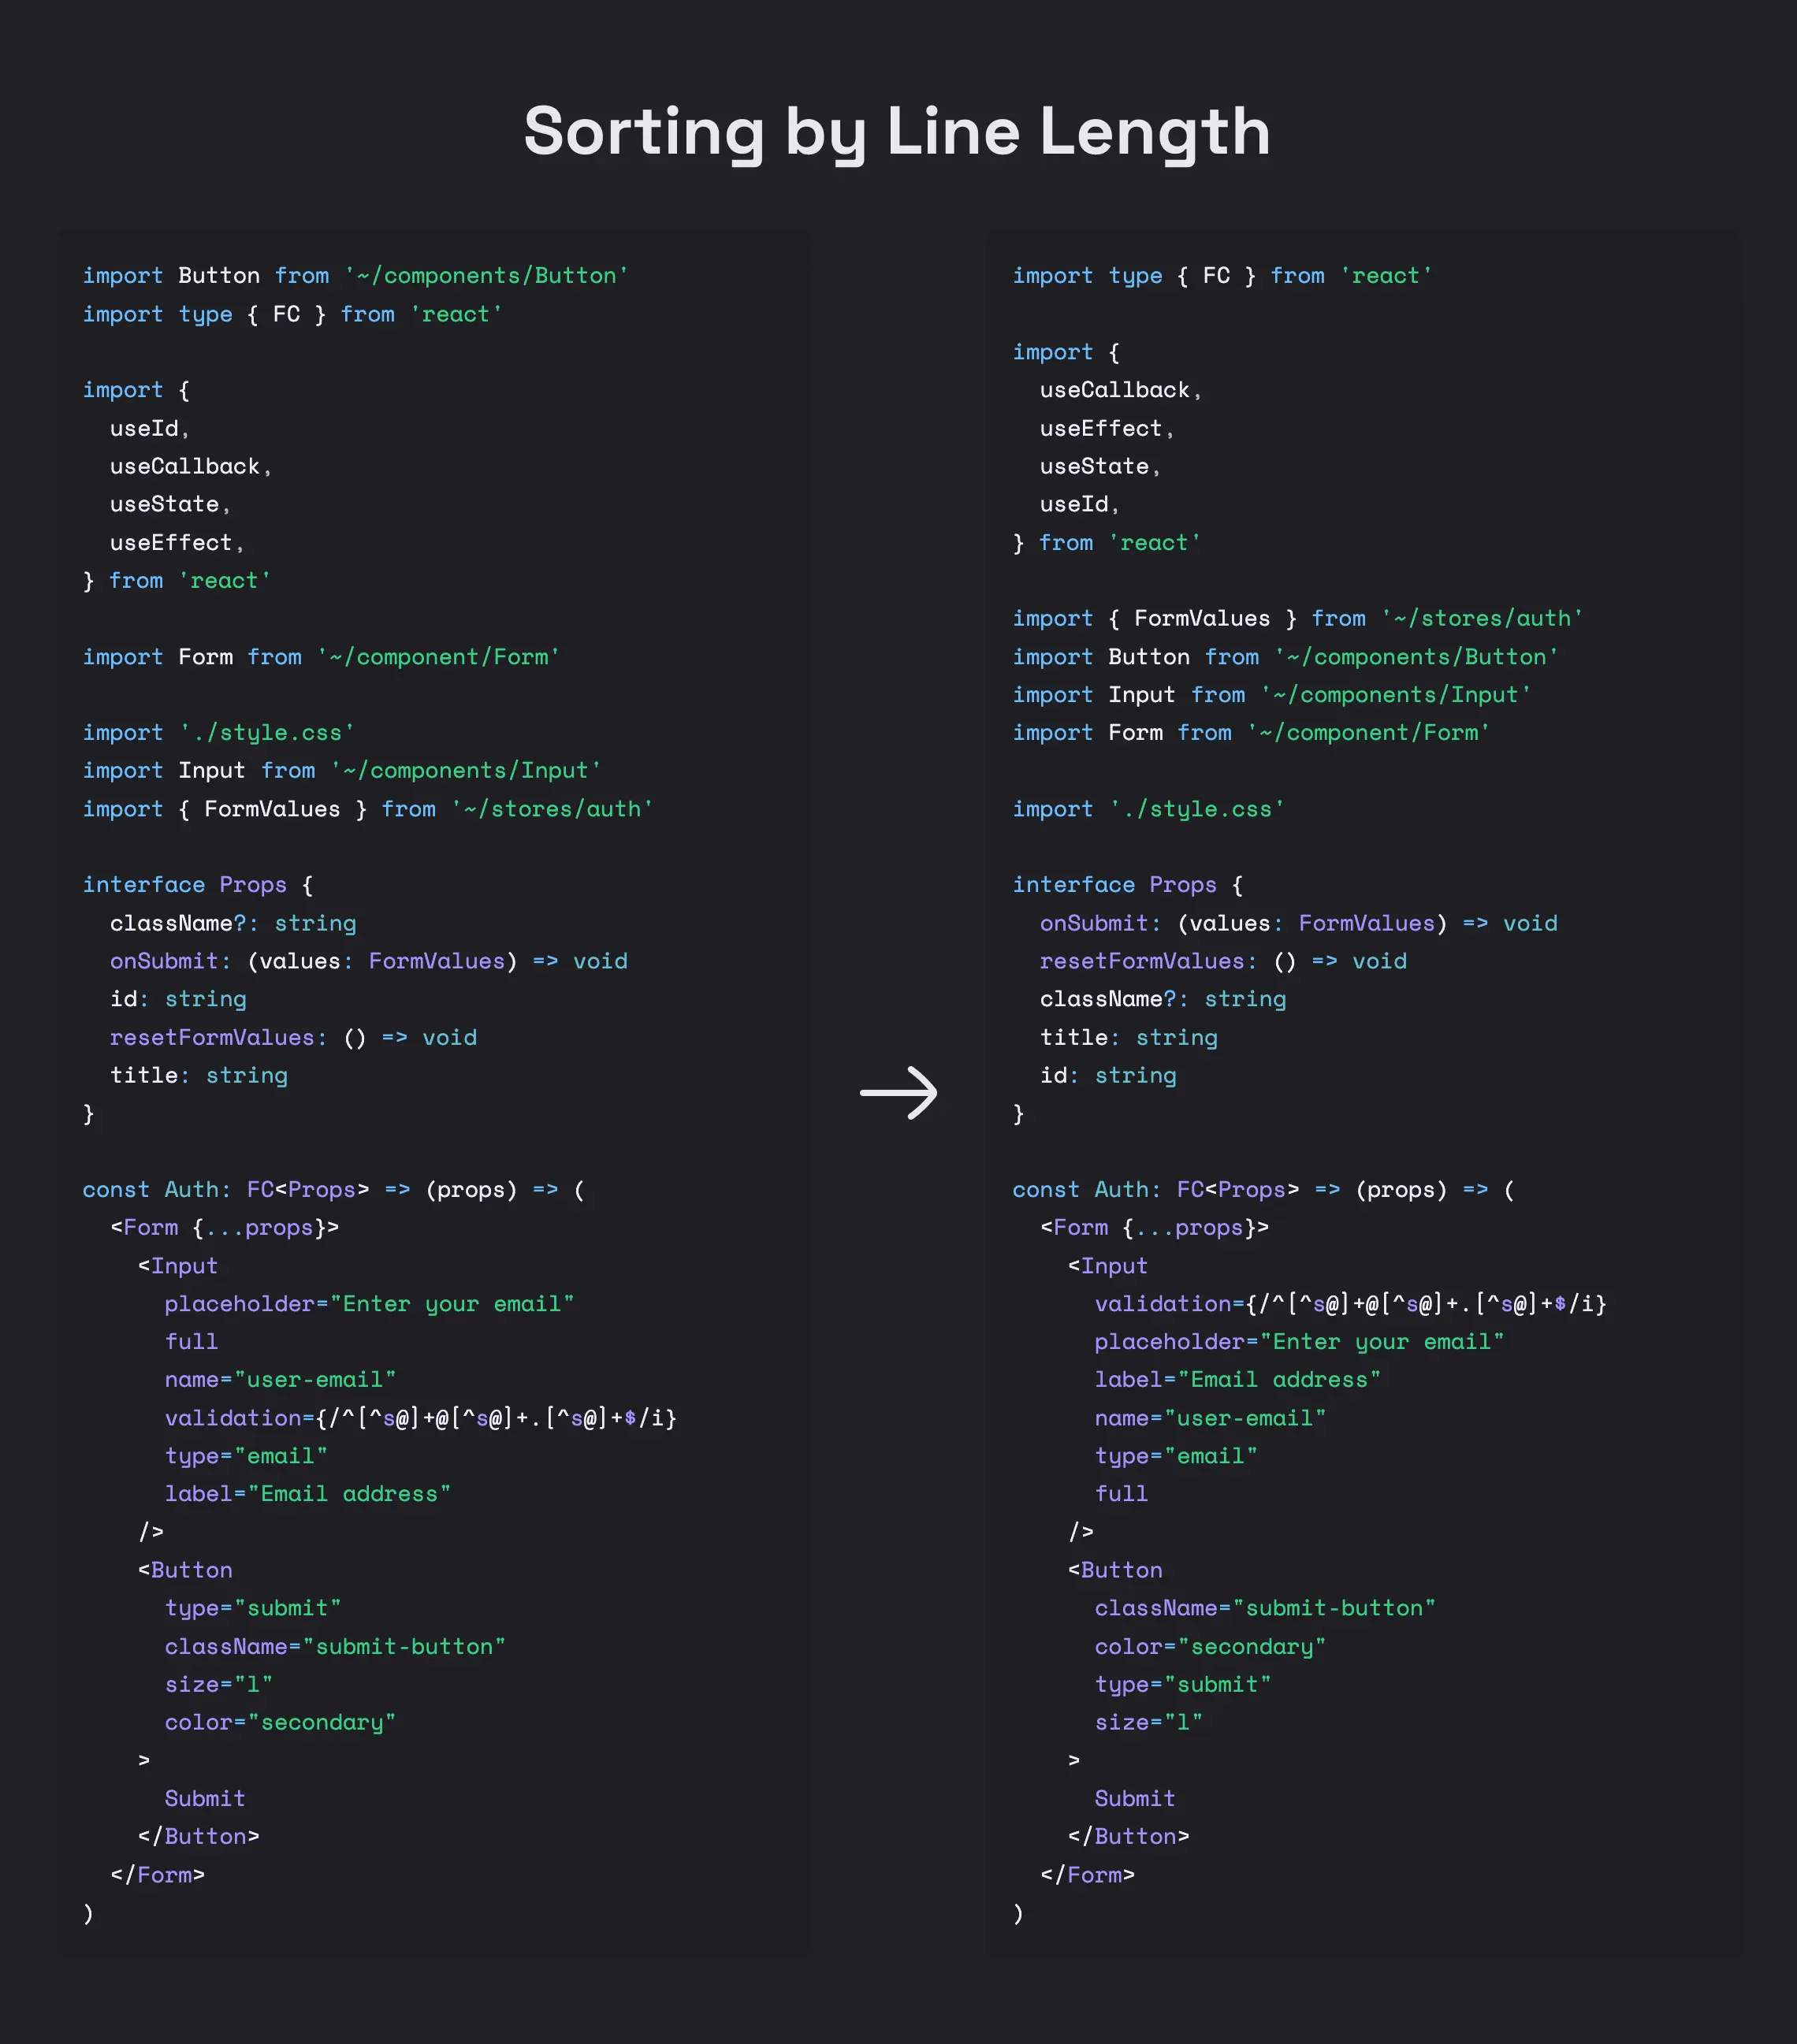 Sorting by Line Length
import Button from '~/components/Button'
import type { FC } from 'react'
import {
  useId,
  useCallback,
  useState,
  useEffect,
} from 'react'
import Form from '~/component/Form'
import './style.css'
import Input from '~/components/Input'
import { FormValues } from '~/stores/auth'
interface Props {
  className?: string
  onSubmit: (values: FormValues) => void
  id: string
  resetFormValues: () => void
  title: string
}
const Auth: FC<Props> => (props) => (
  <Form {...props}>
    <Input
      placeholder="Enter your email"
      full
      name="user-email"
      validation={/^[^s@]+@[^s@]+.[^s@]+$/i}
      type="email"
      label="Email address"
    />
    <Button
      type="submit"
      className="submit-button"
      size="l"
      color="secondary"
    >
      Submit
    </Button>
  </Form>
)
→
import type { FC } from 'react'
import {
  useCallback,
  useEffect,
  useState,
  useId,
} from 'react'
import { FormValues } from '~/stores/auth'
import Button from '~/components/Button'
import Input from '~/components/Input'
import Form from '~/component/Form'
import './style.css'
interface Props {
  onSubmit: (values: FormValues) => void
  resetFormValues: () => void
  className?: string
  title: string
  id: string
}
const Auth: FC<Props> => (props) => (
  <Form {...props}>
    <Input
      validation={/^[^s@]+@[^s@]+.[^s@]+$/i}
      placeholder="Enter your email"
      label="Email address"
      name="user-email"
      type="email"
      full
    />
    <Button
      className="submit-button"
      color="secondary"
      type="submit"
      size="l"
    >
      Submit
    </Button>
  </Form>
)